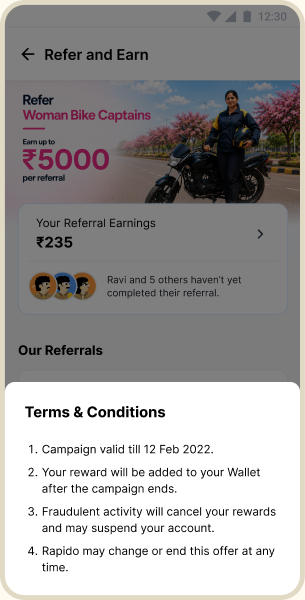 12:30
Refer and Earn
Refer
Woman Bike Captains
Earn up to
₹5000
per referral
Your Referral Earnings
₹235
Ravi and 5 others haven't yet
completed their referral.
Our Referrals
Terms & Conditions
1. Campaign valid till 12 Feb 2022.
2. Your reward will be added to your Wallet
after the campaign ends.
3. Fraudulent activity will cancel your rewards
and may suspend your account.
4. Rapido may change or end this offer at any
time.